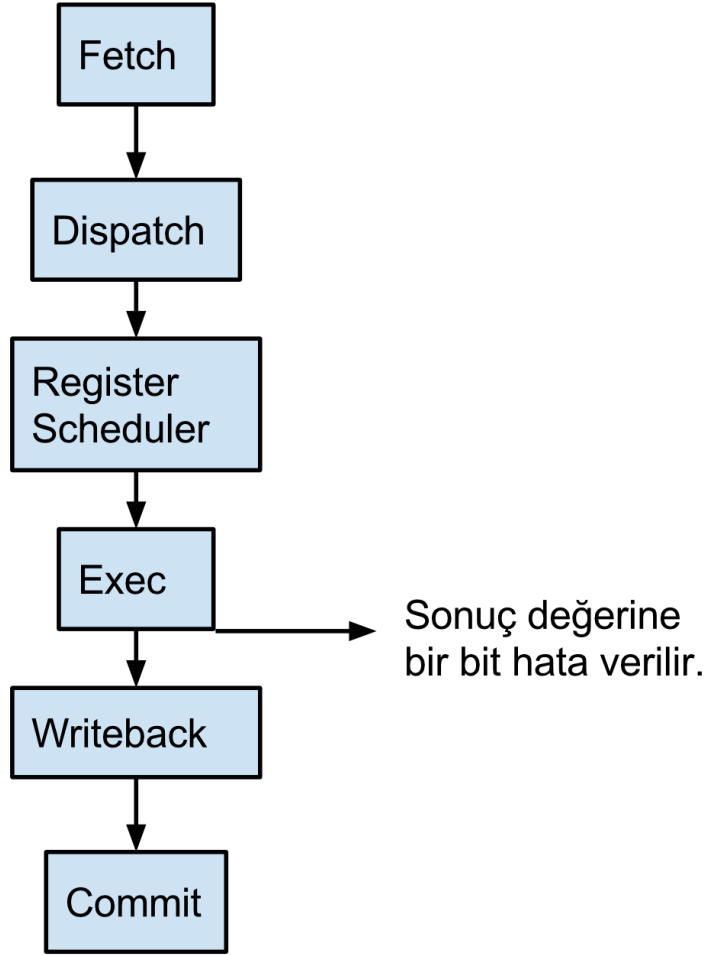 Fetch
Dispatch
Register
Scheduler
Exec
Sonuç değerine
bir bit hata verilir.
Writeback
Commit